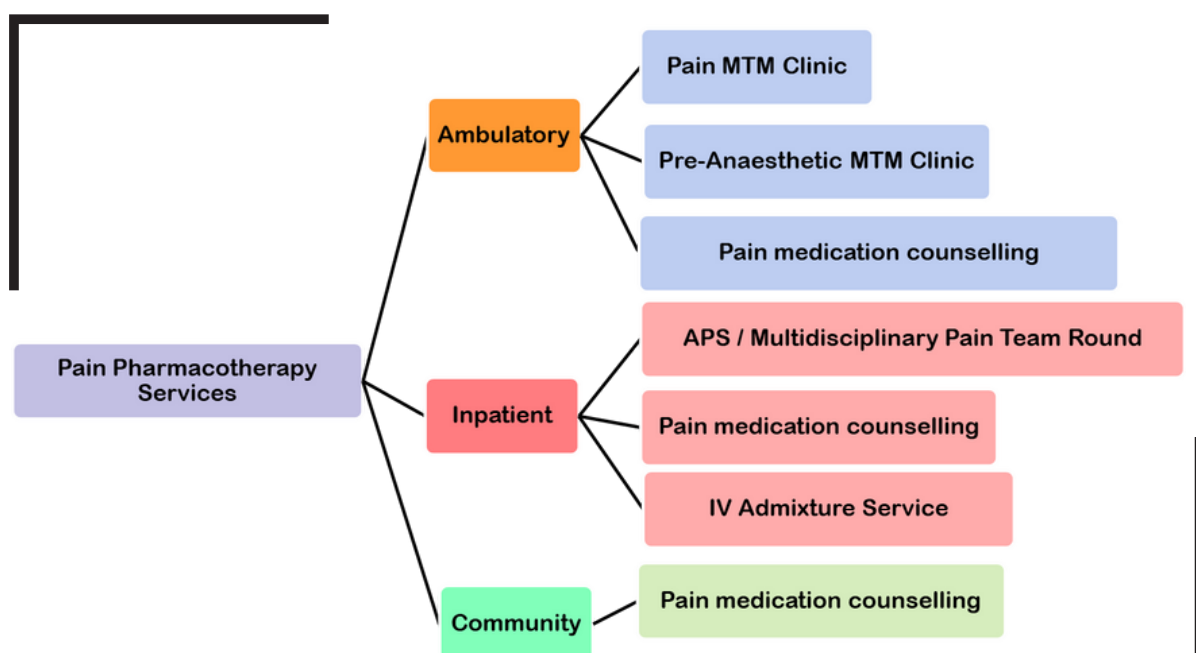 Pain MTM Clinic
Ambulatory
Pre-Anaesthetic MTM Clinic
Pain medication counselling
APS / Multidisciplinary Pain Team Round
Pain Pharmacotherapy
Services
Inpatient
Pain medication counselling
IV Admixture Service
Pain medication counselling
Community